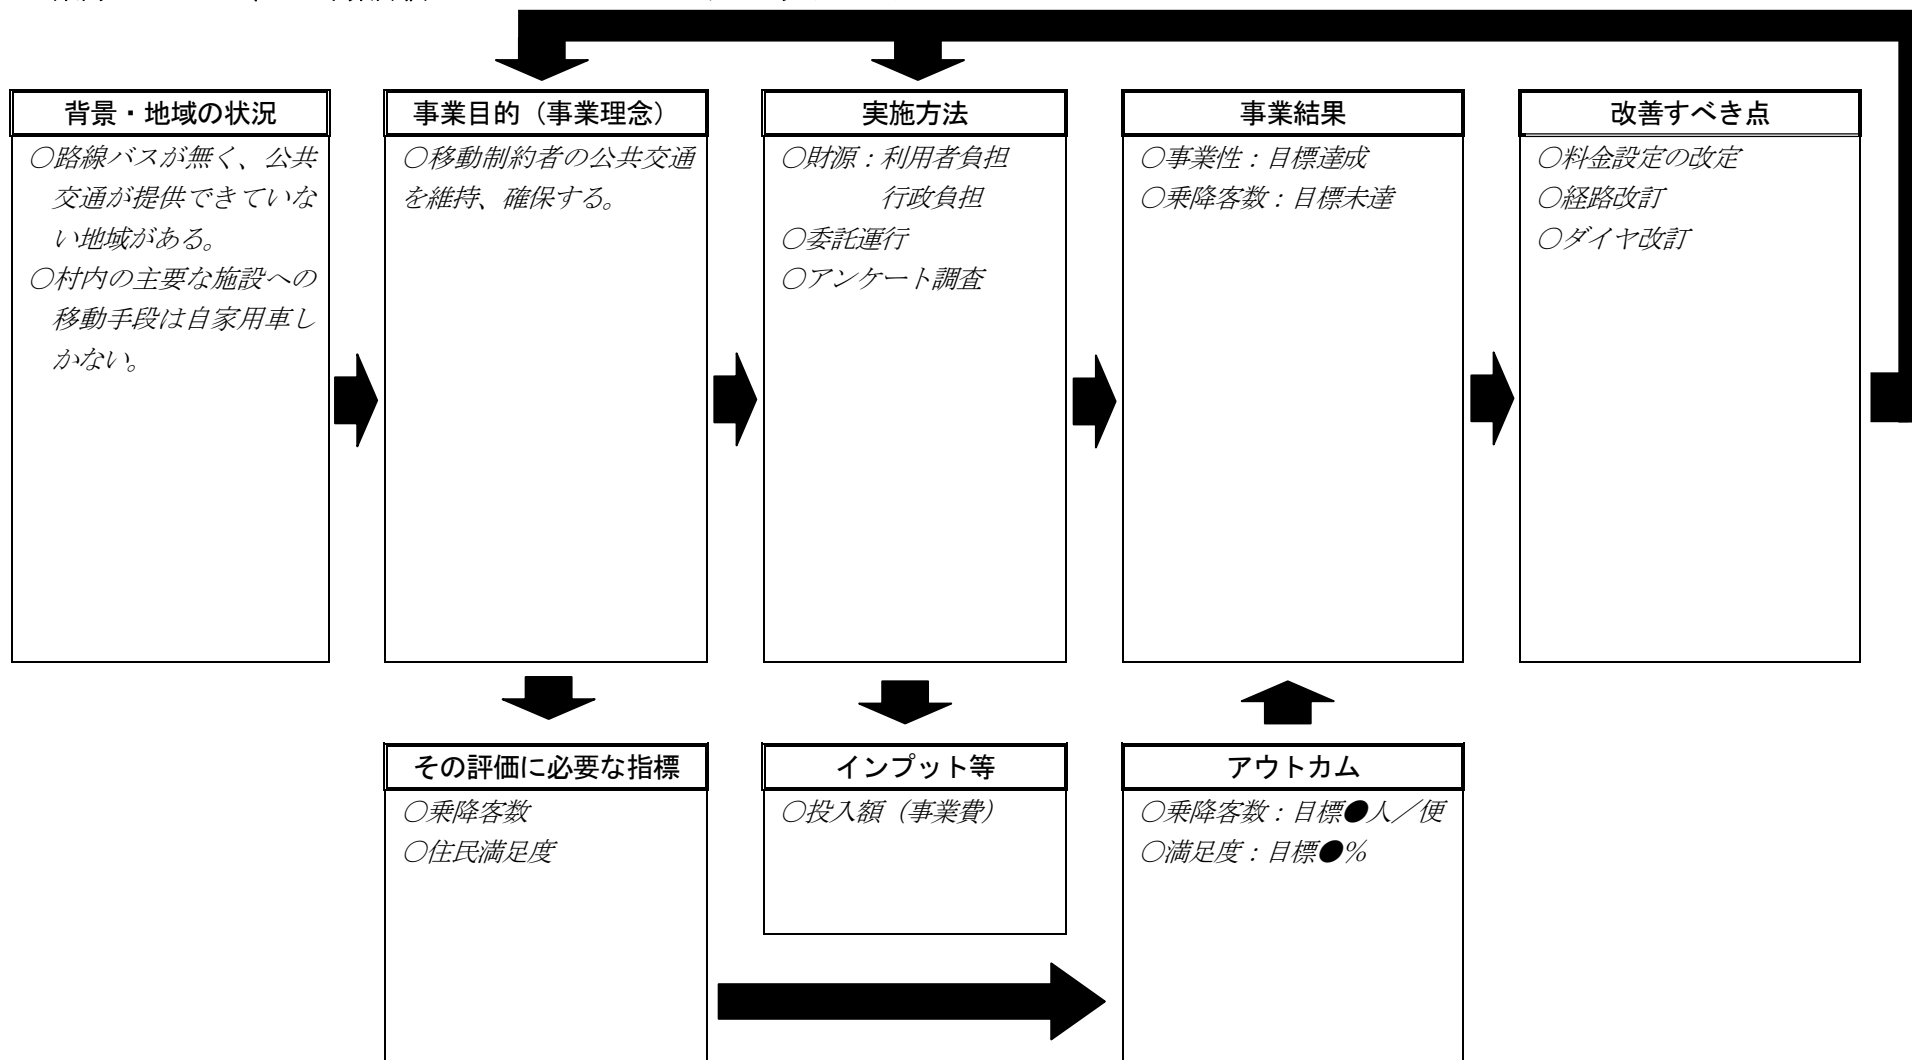 背景・地域の状況
○路線バスが無く、公共
交通が提供できていな
い地域がある。
○村内の主要な施設への
移動手段は自家用車し
かない。
事業目的（事業理念）
○移動制約者の公共交通
を維持、確保する。
実施方法
○財源：利用者負担
行政負担
○委託運行
○アンケート調査
事業結果
○事業性：目標達成
○乗降客数：目標未達
改善すべき点
○料金設定の改定
○経路改訂
○ダイヤ改訂
その評価に必要な指標
○乗降客数
○住民満足度
インプット等
○投入額（事業費）
アウトカム
○乗降客数：目標●人／便
○満足度：目標●％